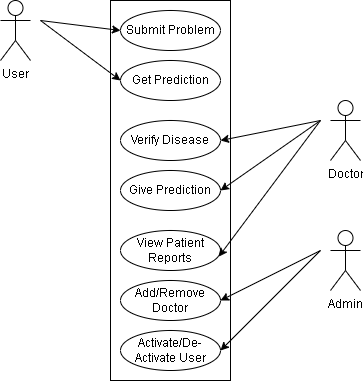 Submit Problem
User
Get Prediction
Verify Disease
Doctor
Give Prediction
View Patient
Reports
Add/Remove
Doctor
Admin
Activate/De-
Activate User